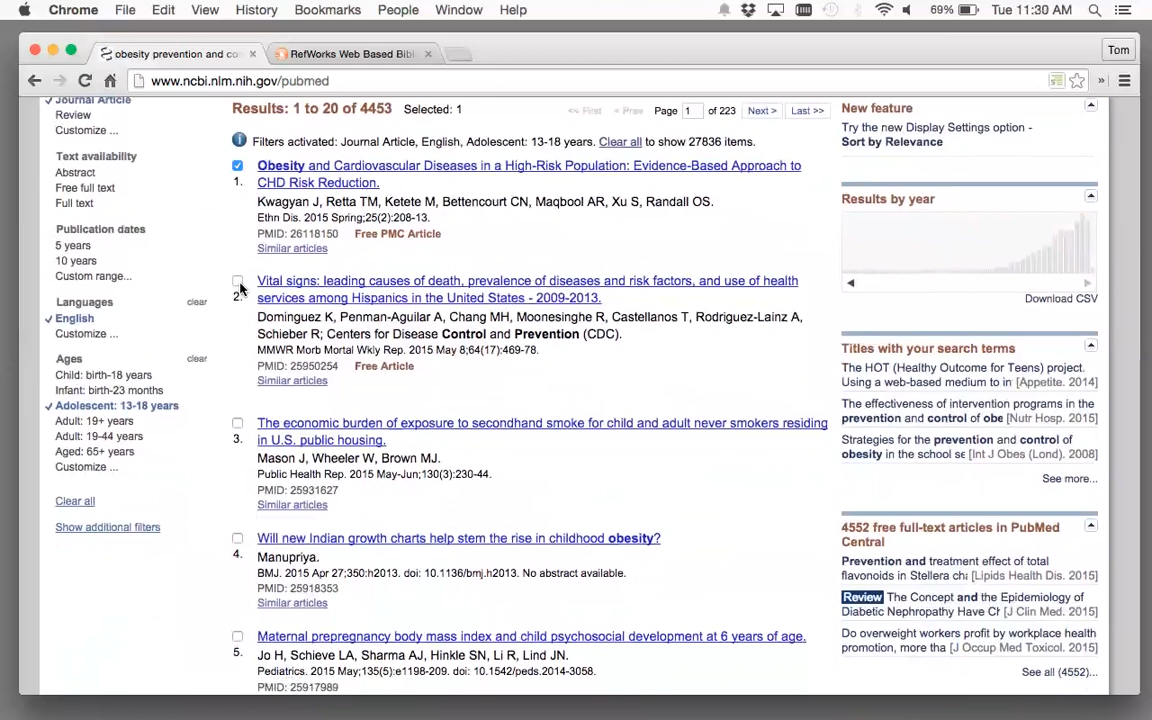 Chrome File Edit View History Bookmarks People Window Help 69% Tue 11:30 AM
obesity prevention and co
RefWorks Web Based Bibl
Tom
www.ncbi.nlm.nih.gov/pubmed
Journal Article
Review
Customize ...
Text availability
Abstract
Free full text
Full text
Publication dates
5 years
10 years
Custom range...
Languages clear
English
Customize ...
Ages clear
Child: birth-18 years
Infant: birth-23 months
Adolescent: 13-18 years
Adult: 19+ years
Adult: 19-44 years
Aged: 65+ years
Customize ...
Clear all
Show additional filters
Results: 1 to 20 of 4453 Selected: 1
<< First < Prev Page 1 of 223 Next > Last >>
Filters activated: Journal Article, English, Adolescent: 13-18 years. Clear all to show 27836 items.
Obesity and Cardiovascular Diseases in a High-Risk Population: Evidence-Based Approach to
1. CHD Risk Reduction.
Kwagyan J, Retta TM, Ketete M, Bettencourt CN, Maqbool AR, Xu S, Randall OS.
Ethn Dis. 2015 Spring;25(2):208-13.
PMID: 26118150 Free PMC Article
Similar articles
Vital signs: leading causes of death, prevalence of diseases and risk factors, and use of health
2. services among Hispanics in the United States - 2009-2013.
Dominguez K, Penman-Aguilar A, Chang MH, Moonesinghe R, Castellanos T, Rodriguez-Lainz A,
Schieber R; Centers for Disease Control and Prevention (CDC).
MMWR Morb Mortal Wkly Rep. 2015 May 8;64(17):469-78.
PMID: 25950254 Free Article
Similar articles
The economic burden of exposure to secondhand smoke for child and adult never smokers residing
3. in U.S. public housing.
Mason J, Wheeler W, Brown MJ.
Public Health Rep. 2015 May-Jun;130(3):230-44.
PMID: 25931627
Similar articles
Will new Indian growth charts help stem the rise in childhood obesity?
4.
Manupriya.
BMJ. 2015 Apr 27;350:h2013. doi: 10.1136/bmj.h2013. No abstract available.
PMID: 25918353
Similar articles
Maternal prepregnancy body mass index and child psychosocial development at 6 years of age.
5.
Jo H, Schieve LA, Sharma AJ, Hinkle SN, Li R, Lind JN.
Pediatrics. 2015 May;135(5):e1198-209. doi: 10.1542/peds.2014-3058.
PMID: 25917989
New feature
Try the new Display Settings option -
Sort by Relevance
Results by year
Download CSV
Titles with your search terms
The HOT (Healthy Outcome for Teens) project.
Using a web-based medium to in [Appetite. 2014]
The effectiveness of intervention programs in the
prevention and control of obe [Nutr Hosp. 2015]
Strategies for the prevention and control of
obesity in the school se [Int J Obes (Lond). 2008]
See more...
4552 free full-text articles in PubMed
Central
Prevention and treatment effect of total
flavonoids in Stellera cha [Lipids Health Dis. 2015]
Review The Concept and the Epidemiology of
Diabetic Nephropathy Have Ch [J Clin Med. 2015]
Do overweight workers profit by workplace health
promotion, more tha [J Occup Med Toxicol. 2015]
See all (4552)...